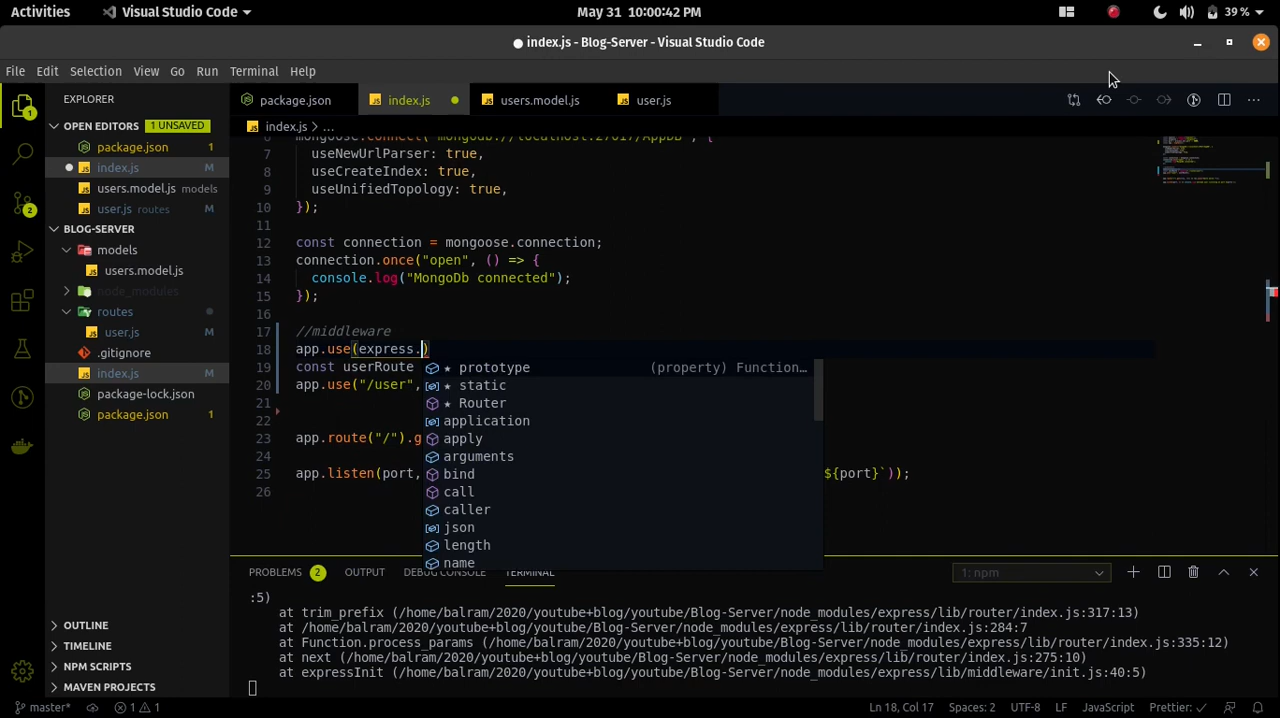 Activities
Visual Studio Code
May 31 10:00:42 PM
39 %
● index.js - Blog-Server - Visual Studio Code
File Edit Selection View Go Run Terminal Help
EXPLORER
package.json
index.js
users.model.js
user.js
OPEN EDITORS 1 UNSAVED
index.js > ...
package.json 1
index.js M
users.model.js models
user.js routes M
BLOG-SERVER
models
users.model.js
node_modules
routes
user.js M
.gitignore
index.js M
package-lock.json
package.json 1
OUTLINE
TIMELINE
NPM SCRIPTS
MAVEN PROJECTS
6 mongoose.connect("mongodb://localhost:27017/AppDB", {
7 useNewUrlParser: true,
8 useCreateIndex: true,
9 useUnifiedTopology: true,
10 });
11
12 const connection = mongoose.connection;
13 connection.once("open", () => {
14 console.log("MongoDb connected");
15 });
16
17 //middleware
18 app.use(express.)
19 const userRoute
20 app.use("/user",
21
22
23 app.route("/").g
24
25 app.listen(port, ${port}`));
26
★ prototype (property) Function...
★ static
★ Router
application
apply
arguments
bind
call
caller
json
length
name
PROBLEMS 2 OUTPUT DEBUG CONSOLE TERMINAL 1: npm
:5)
at trim_prefix (/home/balram/2020/youtube+blog/youtube/Blog-Server/node_modules/express/lib/router/index.js:317:13)
at /home/balram/2020/youtube+blog/youtube/Blog-Server/node_modules/express/lib/router/index.js:284:7
at Function.process_params (/home/balram/2020/youtube+blog/youtube/Blog-Server/node_modules/express/lib/router/index.js:335:12)
at next (/home/balram/2020/youtube+blog/youtube/Blog-Server/node_modules/express/lib/router/index.js:275:10)
at expressInit (/home/balram/2020/youtube+blog/youtube/Blog-Server/node_modules/express/lib/middleware/init.js:40:5)
master* 1 1 Ln 18, Col 17 Spaces: 2 UTF-8 LF JavaScript Prettier: ✓